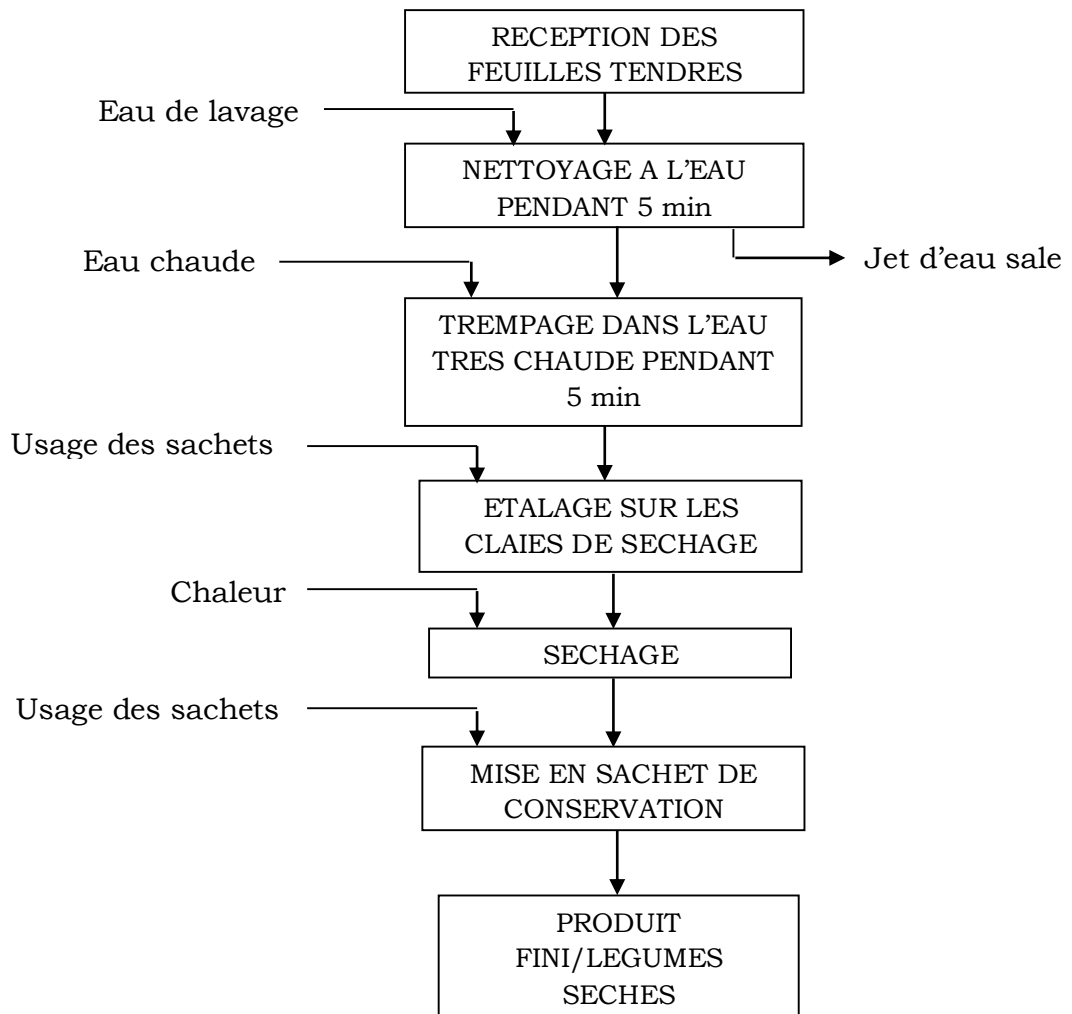 RECEPTION DES
FEUILLES TENDRES
Eau de lavage
NETTOYAGE A L'EAU
PENDANT 5 min
Eau chaude
Jet d'eau sale
TREMPAGE DANS L'EAU
TRES CHAUDE PENDANT
5 min
Usage des sachets
ETALAGE SUR LES
CLAIES DE SECHAGE
Chaleur
SECHAGE
Usage des sachets
MISE EN SACHET DE
CONSERVATION
PRODUIT
FINI/LEGUMES
SECHES